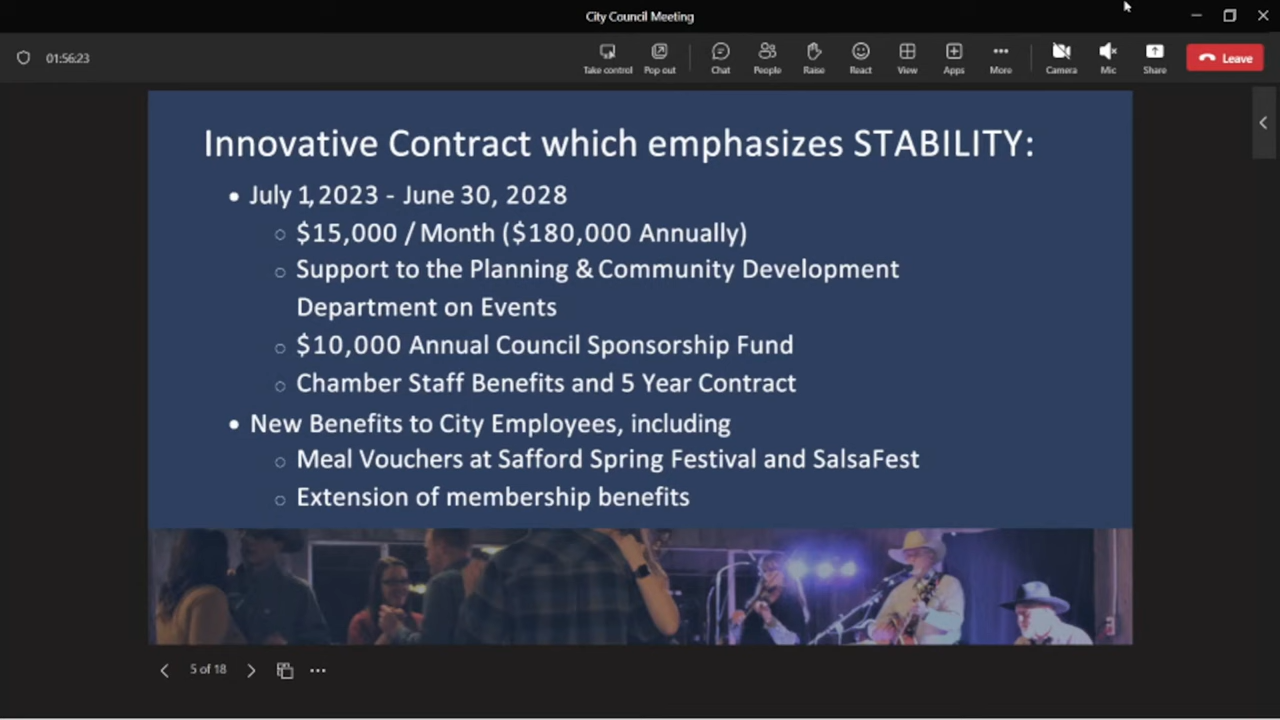 City Council Meeting
01:56:23
Take control
Pop out
Chat
People
Raise
React
View
Apps
More
Camera
Mic
Share
Leave
Innovative Contract which emphasizes STABILITY:
July 1, 2023 - June 30, 2028
$15,000 / Month ($180,000 Annually)
Support to the Planning & Community Development
Department on Events
$10,000 Annual Council Sponsorship Fund
Chamber Staff Benefits and 5 Year Contract
New Benefits to City Employees, including
Meal Vouchers at Safford Spring Festival and SalsaFest
Extension of membership benefits
5 of 18